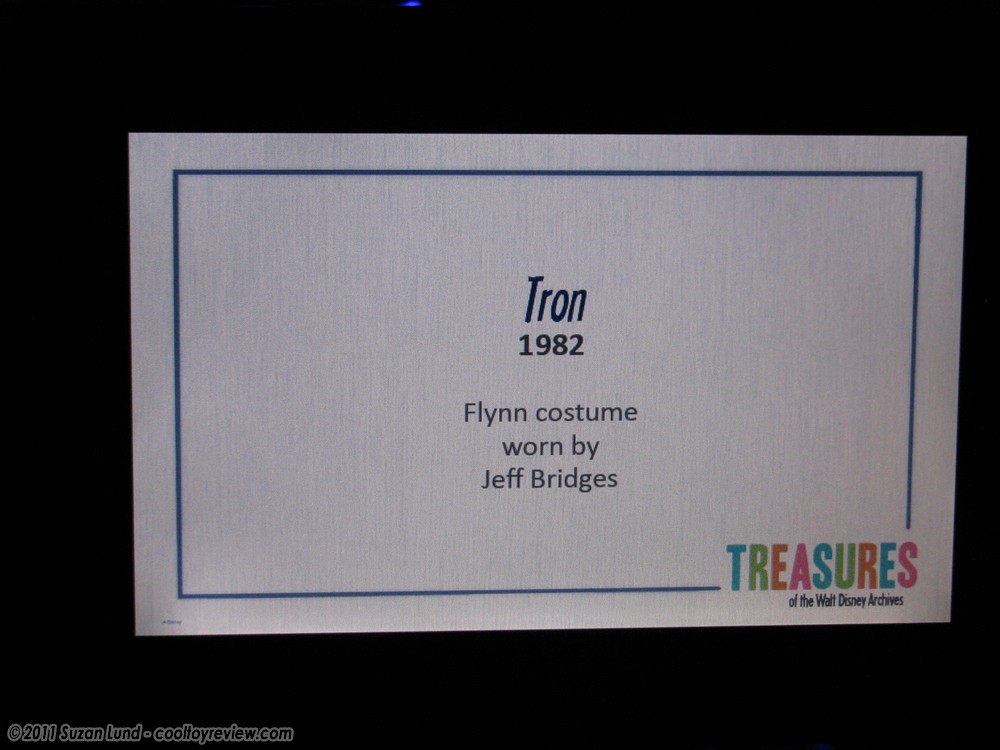 Tron
1982
Flynn costume
worn by
Jeff Bridges
TREASURES
of the Walt Disney Archives
© Disney
©2011 Suzan Lund - cooltoyreview.com